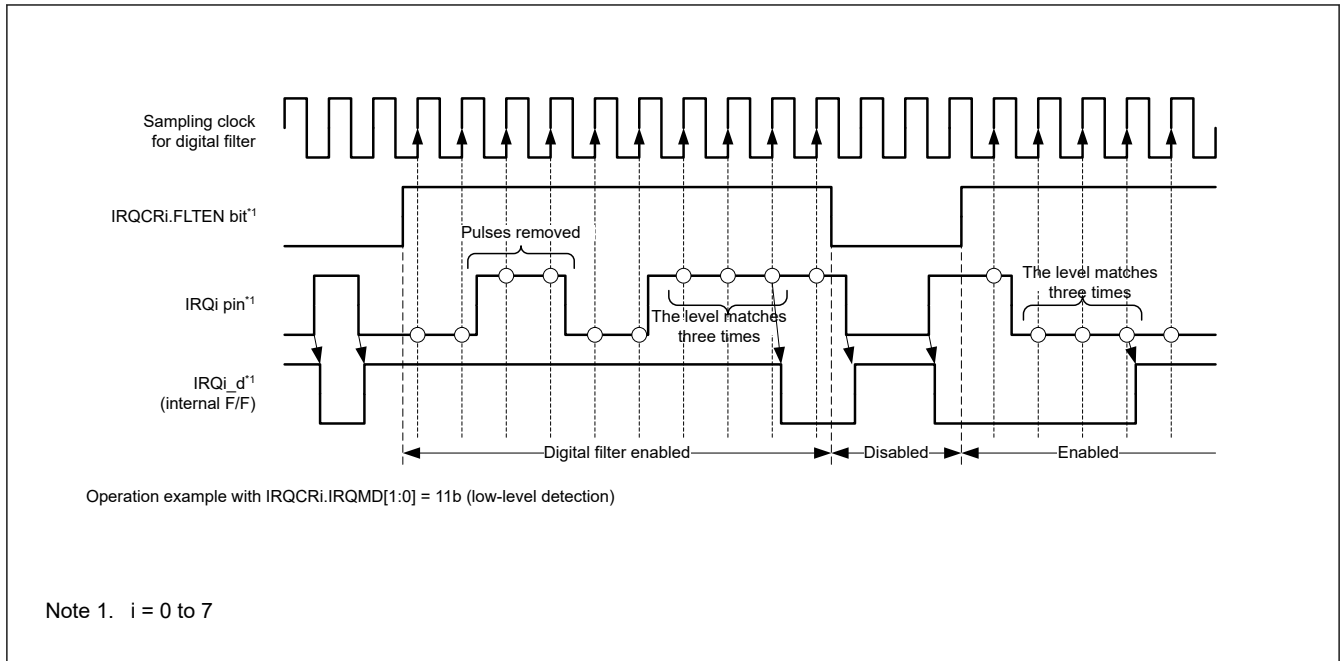 Sampling clock
for digital filter
IRQCRi.FLTEN bit*1
Pulses removed
IRQi pin*1
The level matches
three times
The level matches
three times
IRQi_d*1
(internal F/F)
Digital filter enabled
Disabled
Enabled
Operation example with IRQCRi.IRQMD[1:0] = 11b (low-level detection)
Note 1. i = 0 to 7